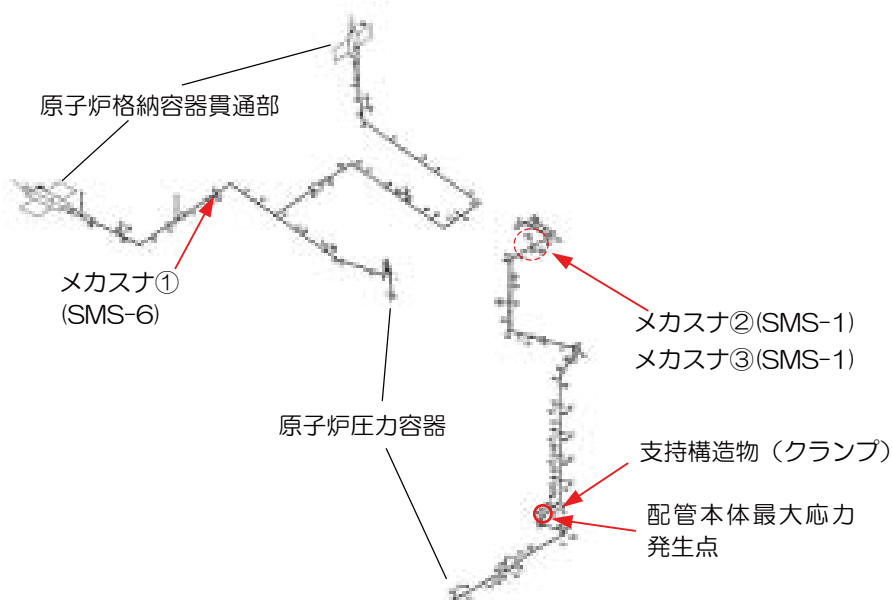 原子炉格納容器貫通部
メカスナ①
(SMS-6)
メカスナ②(SMS-1)
メカスナ③(SMS-1)
原子炉圧力容器
支持構造物（クランプ）
配管本体最大応力
発生点